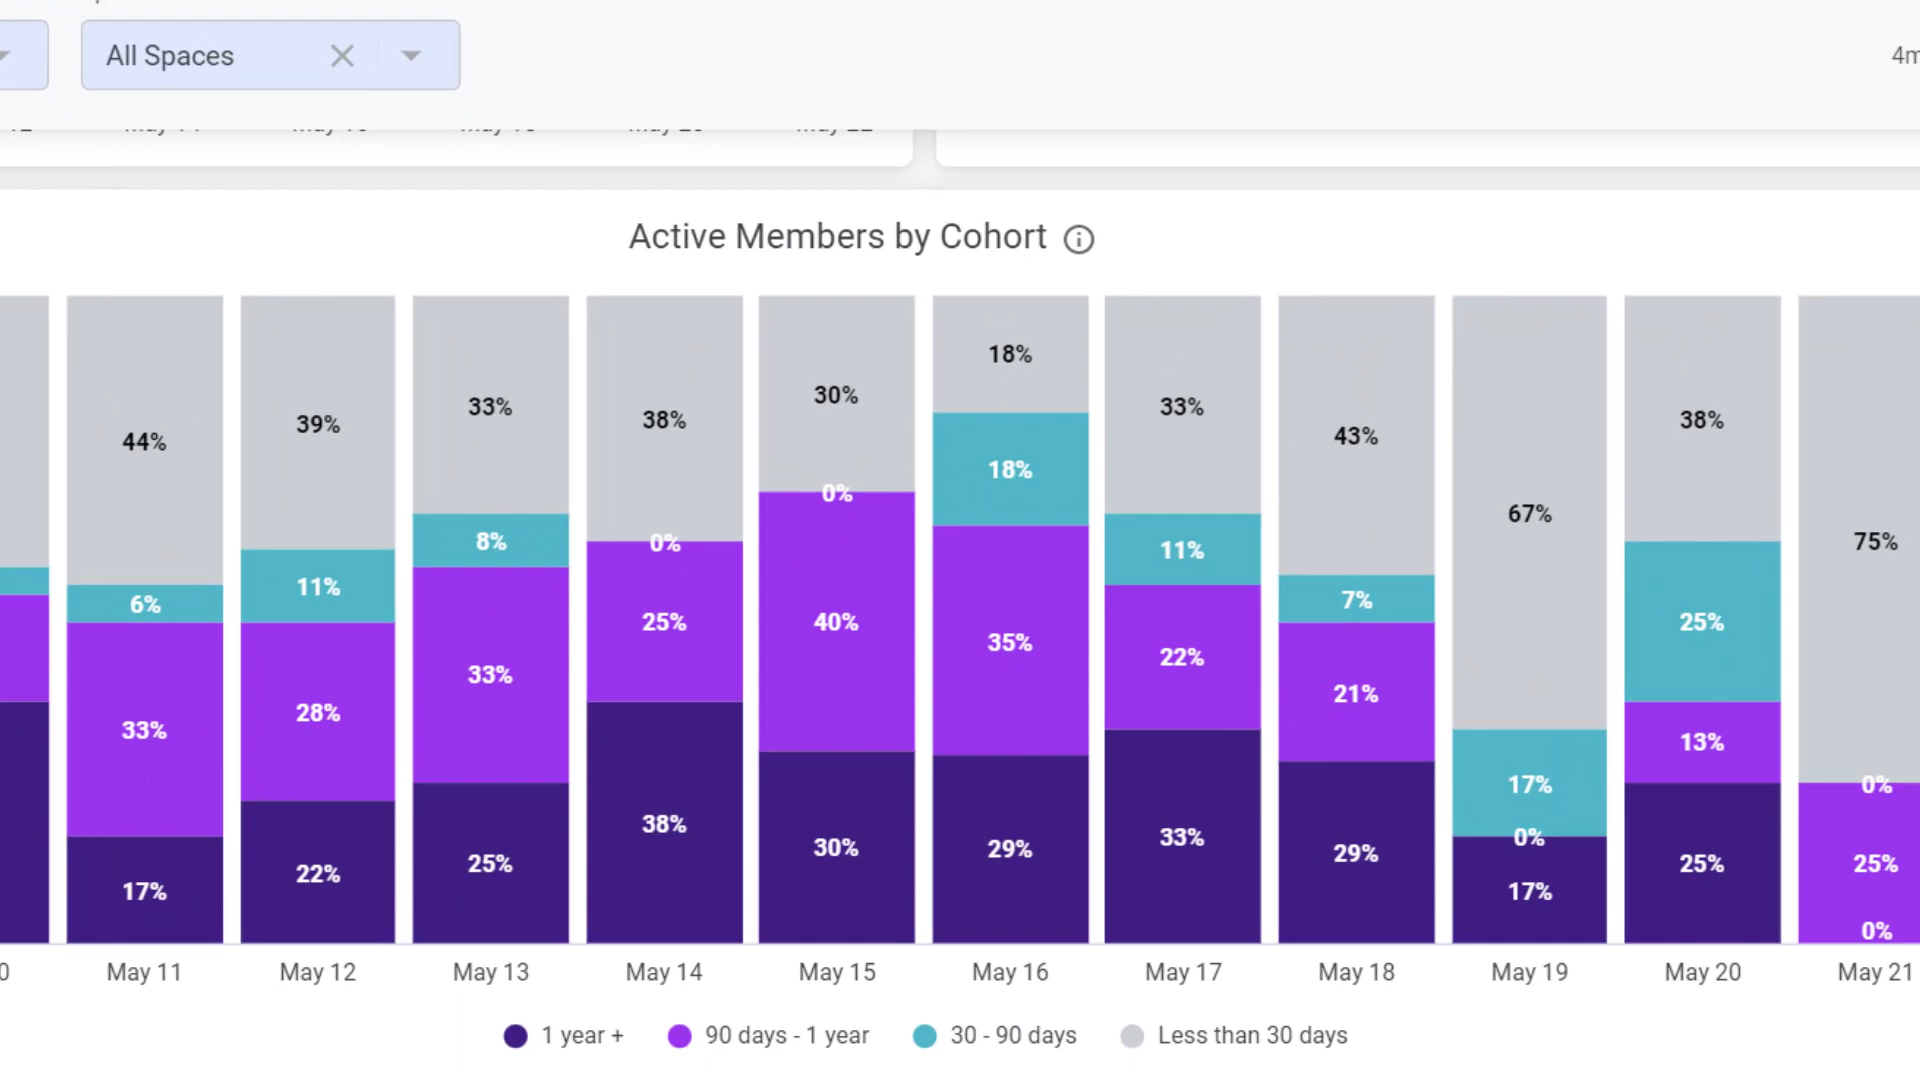 All Spaces
Active Members by Cohort
18%
30%
33%
33%
38%
38%
39%
43%
44%
18%
0%
67%
8%
0%
11%
75%
11%
6%
7%
25%
40%
25%
35%
22%
33%
21%
28%
33%
13%
17%
0%
38%
0%
33%
30%
29%
29%
25%
25%
25%
22%
17%
17%
0%
May 11
May 12
May 13
May 14
May 15
May 16
May 17
May 18
May 19
May 20
May 21
1 year +
90 days - 1 year
30 - 90 days
Less than 30 days